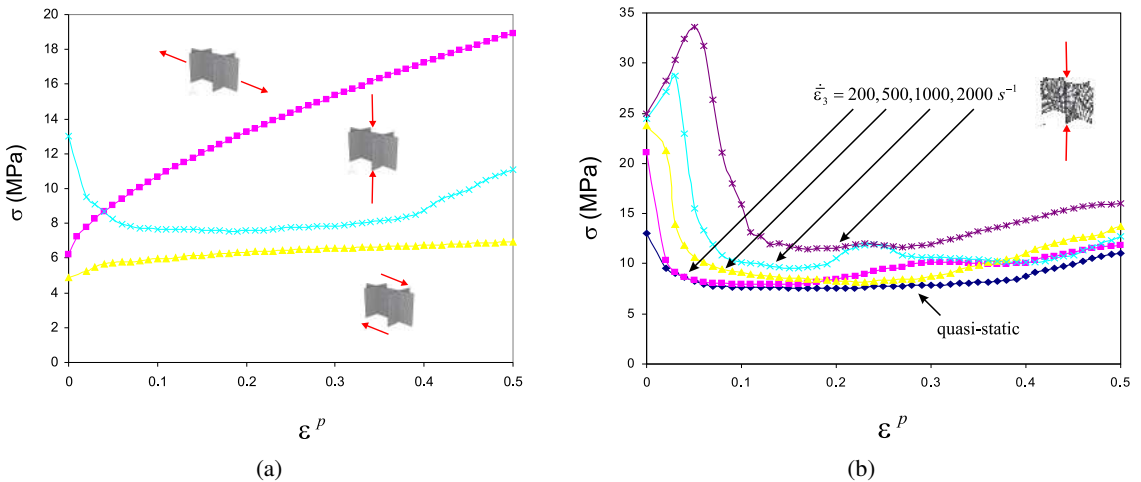 20
18
16
14
12
10
8
6
4
2
0
σ (MPa)
0 0.1 0.2 0.3 0.4 0.5
ε^p
(a)
35
30
25
20
15
10
5
0
σ (MPa)
ε̄̇₃ = 200,500,1000, 2000 s⁻¹
quasi-static
0 0.1 0.2 0.3 0.4 0.5
ε^p
(b)